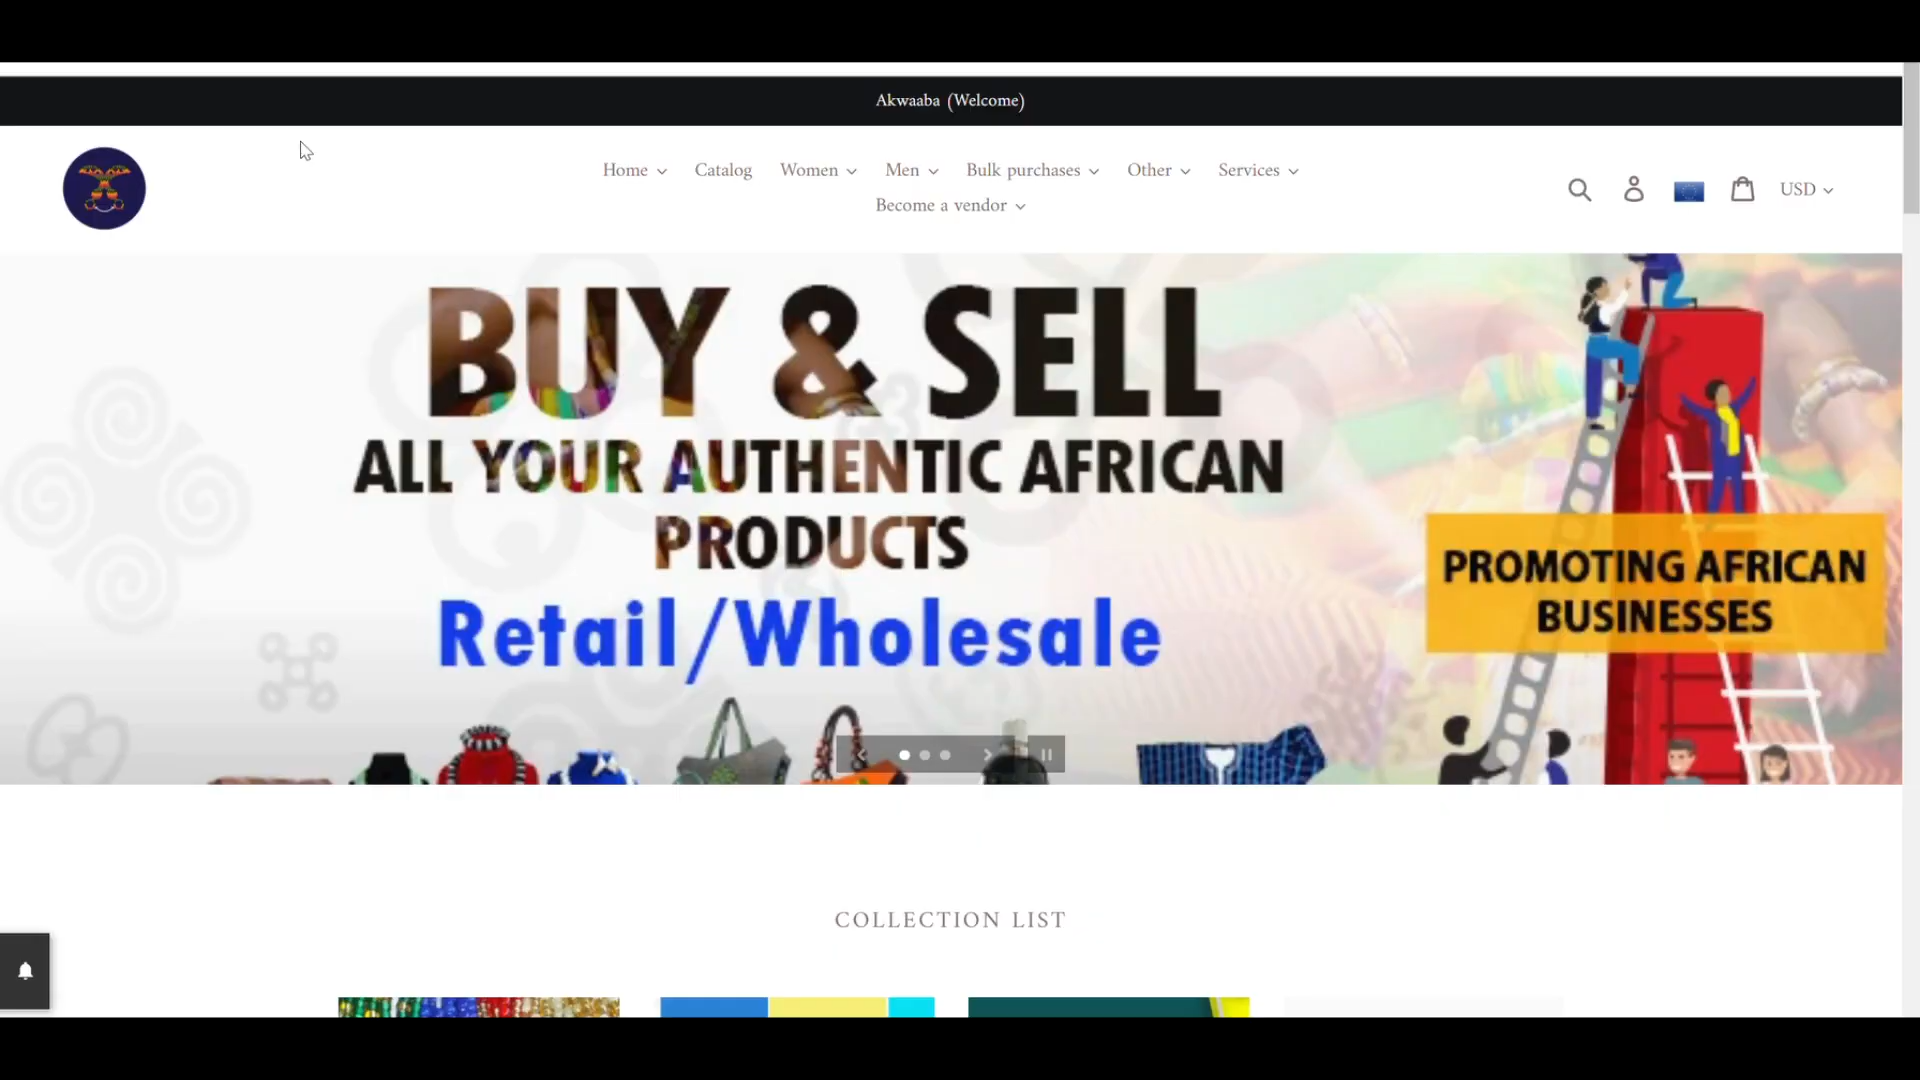 Akwaaba (Welcome)
Home Catalog Women Men Bulk purchases Other Services
Become a vendor
USD
BUY & SELL
ALL YOUR AUTHENTIC AFRICAN
PRODUCTS
Retail/Wholesale
PROMOTING AFRICAN
BUSINESSES
COLLECTION LIST